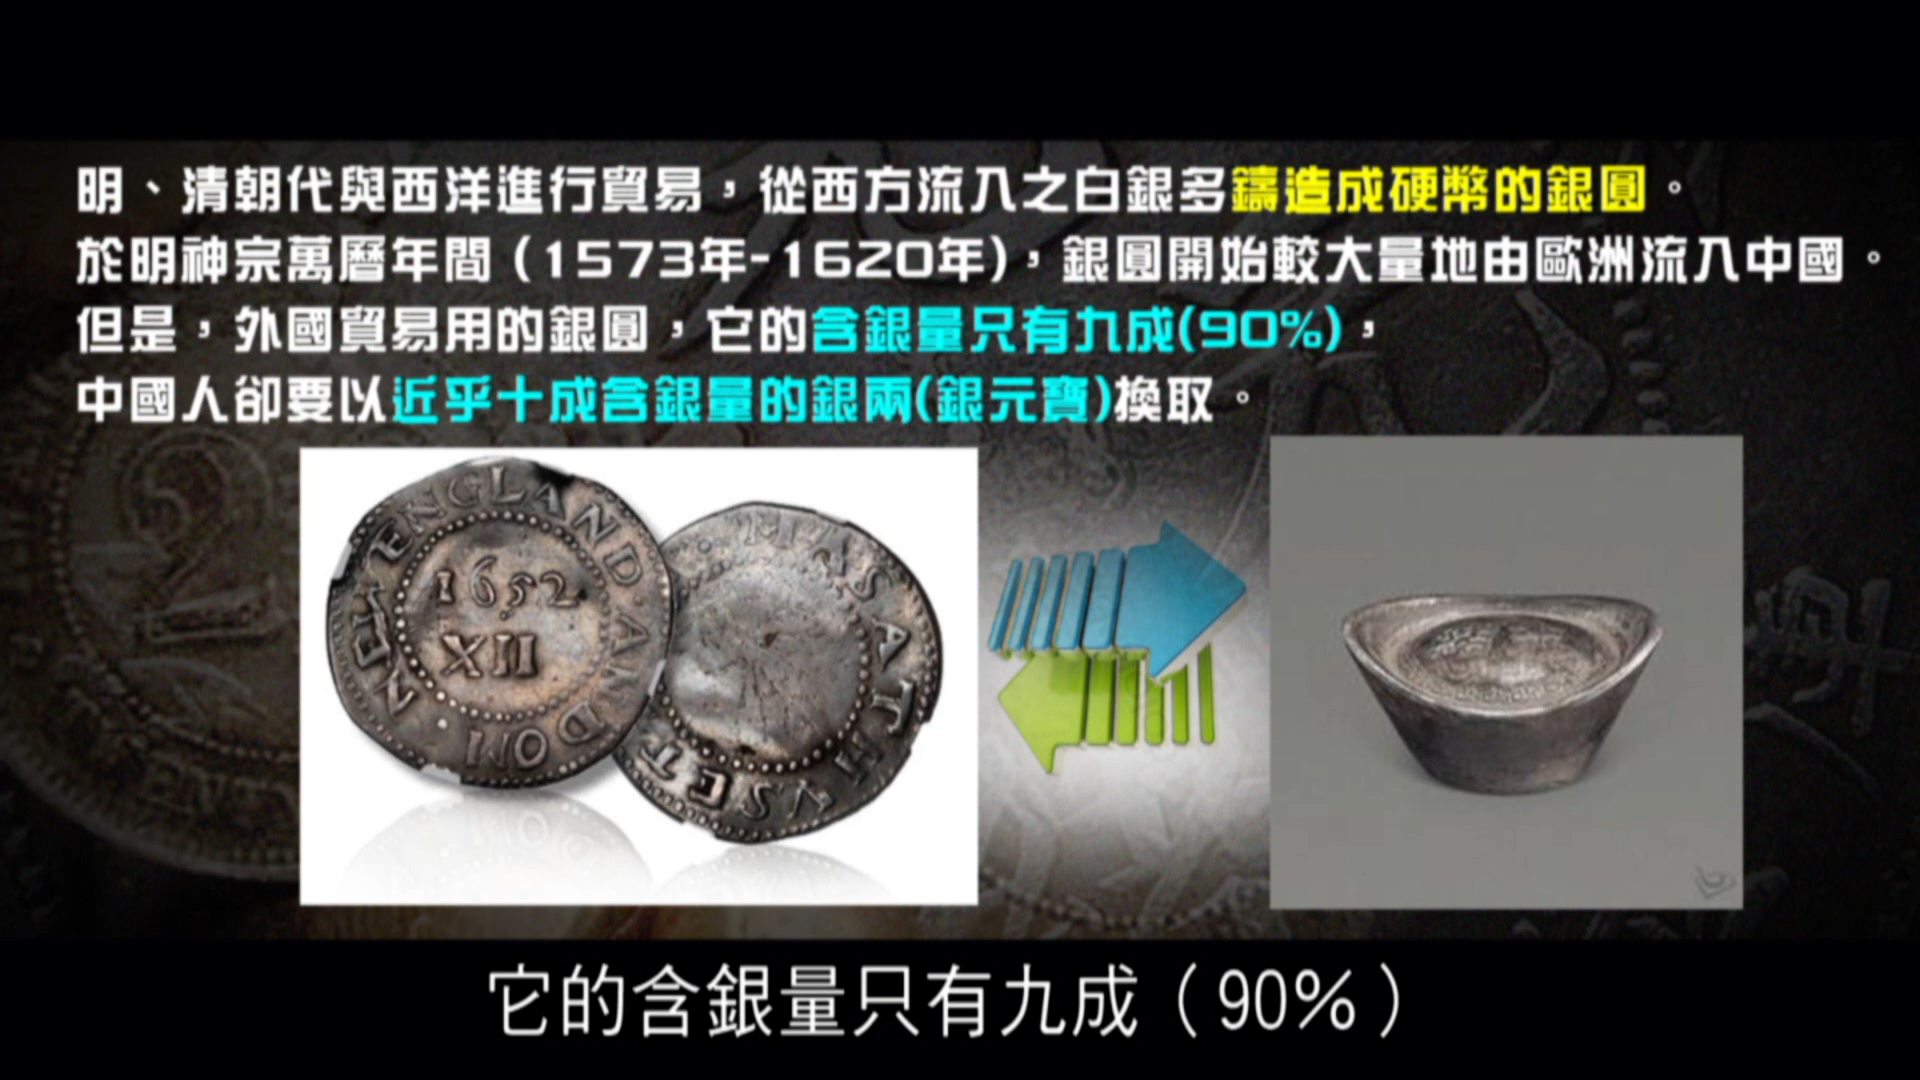 明、清朝代與西洋進行貿易，從西方流入之白銀多鑄造成硬幣的銀圓。
於明神宗萬曆年間（1573年-1620年)，銀圓開始較大量地由歐洲流入中國。
但是，外國貿易用的銀圓，它的含銀量只有九成(90%)，
中國人卻要以近乎十成含銀量的銀兩(銀元寶)換取。
NEW ENGLAND · AN DOM ·
1652
XII
MASATHVSET
它的含銀量只有九成（90%）